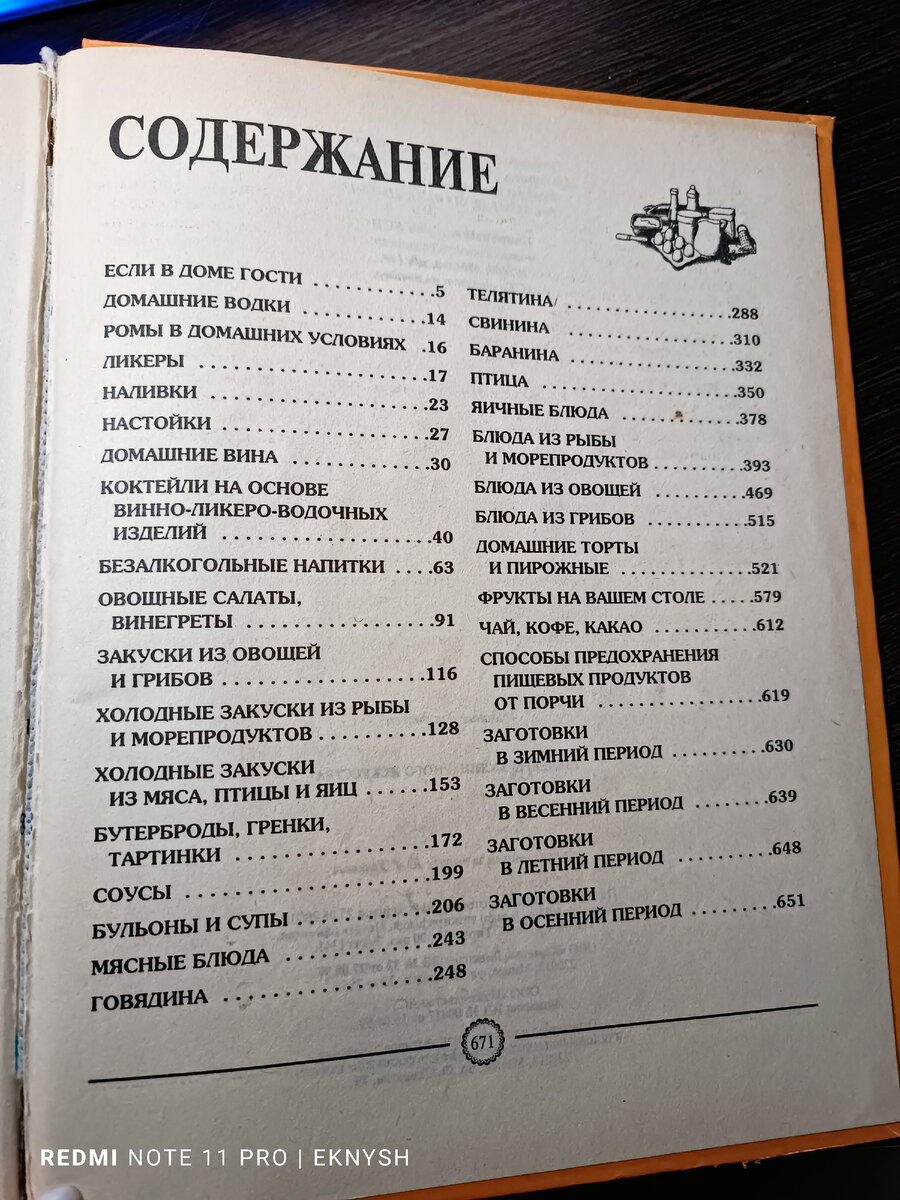 СОДЕРЖАНИЕ
ЕСЛИ В ДОМЕ ГОСТИ . . . . . . . . . . . .5
ДОМАШНИЕ ВОДКИ . . . . . . . . . . . .14
РОМЫ В ДОМАШНИХ УСЛОВИЯХ .16
ЛИКЕРЫ . . . . . . . . . . . . . . . . . . . . . .17
НАЛИВКИ . . . . . . . . . . . . . . . . . . . . .23
НАСТОЙКИ . . . . . . . . . . . . . . . . . . . .27
ДОМАШНИЕ ВИНА . . . . . . . . . . . . .30
КОКТЕЙЛИ НА ОСНОВЕ
ВИННО-ЛИКЕРО-ВОДОЧНЫХ
ИЗДЕЛИЙ . . . . . . . . . . . . . . . . . . . .40
БЕЗАЛКОГОЛЬНЫЕ НАПИТКИ . . . .63
ОВОЩНЫЕ САЛАТЫ,
ВИНЕГРЕТЫ . . . . . . . . . . . . . . . . . .91
ЗАКУСКИ ИЗ ОВОЩЕЙ
И ГРИБОВ . . . . . . . . . . . . . . . . . . .116
ХОЛОДНЫЕ ЗАКУСКИ ИЗ РЫБЫ
И МОРЕПРОДУКТОВ . . . . . . . . . .128
ХОЛОДНЫЕ ЗАКУСКИ
ИЗ МЯСА, ПТИЦЫ И ЯИЦ . . . . . .153
БУТЕРБРОДЫ, ГРЕНКИ,
ТАРТИНКИ . . . . . . . . . . . . . . . . . .172
СОУСЫ . . . . . . . . . . . . . . . . . . . . . . .199
БУЛЬОНЫ И СУПЫ . . . . . . . . . . . .206
МЯСНЫЕ БЛЮДА . . . . . . . . . . . . .243
ГОВЯДИНА . . . . . . . . . . . . . . . . . . .248
ТЕЛЯТИНА . . . . . . . . . . . . . . . . .288
СВИНИНА . . . . . . . . . . . . . . . . .310
БАРАНИНА . . . . . . . . . . . . . . . . .332
ПТИЦА . . . . . . . . . . . . . . . . . . . .350
ЯИЧНЫЕ БЛЮДА . . . . . . . . . . . .378
БЛЮДА ИЗ РЫБЫ
И МОРЕПРОДУКТОВ . . . . . . . . .393
БЛЮДА ИЗ ОВОЩЕЙ . . . . . . . . .469
БЛЮДА ИЗ ГРИБОВ . . . . . . . . . .515
ДОМАШНИЕ ТОРТЫ
И ПИРОЖНЫЕ . . . . . . . . . . . . .521
ФРУКТЫ НА ВАШЕМ СТОЛЕ . . . . .579
ЧАЙ, КОФЕ, КАКАО . . . . . . . . . .612
СПОСОБЫ ПРЕДОХРАНЕНИЯ
ПИЩЕВЫХ ПРОДУКТОВ
ОТ ПОРЧИ . . . . . . . . . . . . . . . .619
ЗАГОТОВКИ
В ЗИМНИЙ ПЕРИОД . . . . . . . . .630
ЗАГОТОВКИ
В ВЕСЕННИЙ ПЕРИОД . . . . . . .639
ЗАГОТОВКИ
В ЛЕТНИЙ ПЕРИОД . . . . . . . . .648
ЗАГОТОВКИ
В ОСЕННИЙ ПЕРИОД . . . . . . . .651
671
REDMI NOTE 11 PRO | EKNYSH